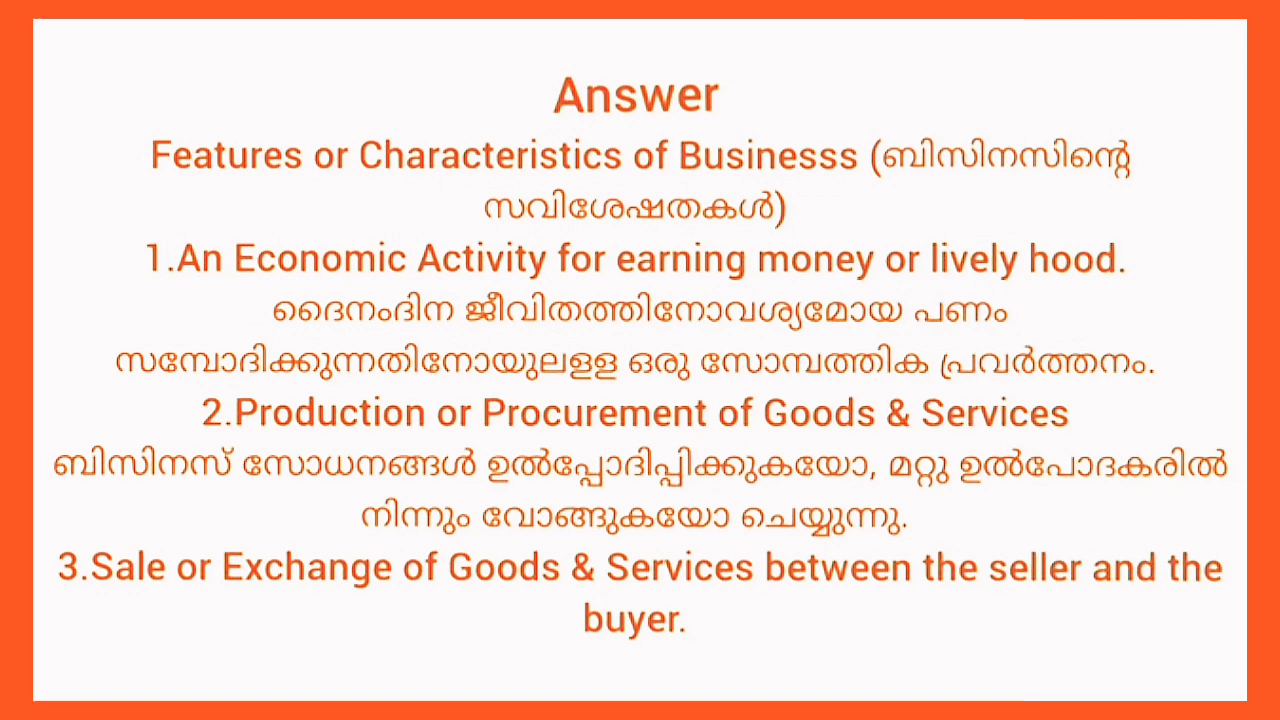 Answer
Features or Characteristics of Businesss (ബിസിനസിന്റെ
സവിശേഷതകൾ)
1.An Economic Activity for earning money or lively hood.
ദൈനംദിന ജീവിതത്തിനോവശ്യമോയ പണം
സമ്പോദിക്കുന്നതിനോയുലളള ഒരു സോമ്പത്തിക പ്രവർത്തനം.
2.Production or Procurement of Goods & Services
ബിസിനസ് സോധനങ്ങൾ ഉൽപ്പോദിപ്പിക്കുകയോ, മറ്റു ഉൽപോദകരിൽ
നിന്നും വോങ്ങുകയോ ചെയ്യുന്നു.
3.Sale or Exchange of Goods & Services between the seller and the
buyer.